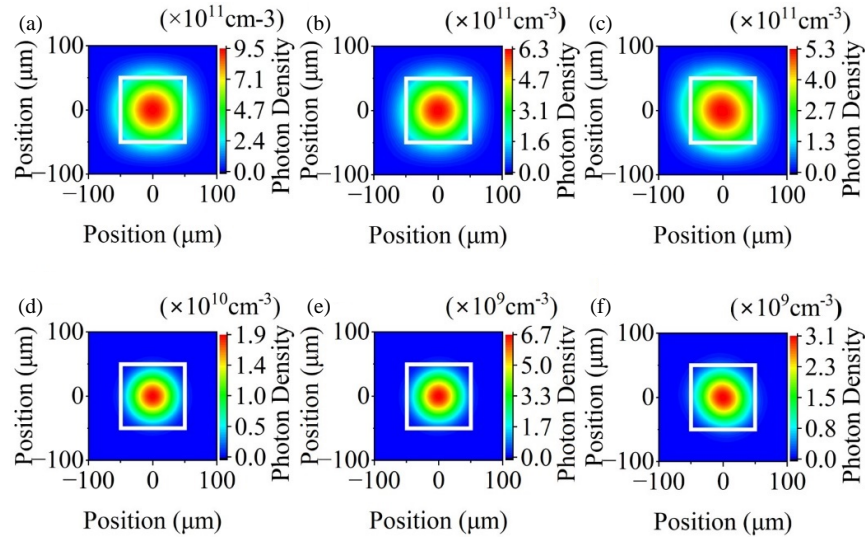 (a) (×10¹¹cm-3) (b) (×10¹¹cm⁻³) (c) (×10¹¹cm⁻³)
100 9.5 100 6.3 100 5.3
7.1 4.7 4.0
0 4.7 0 3.1 0 2.7
2.4 1.6 1.3
−100 0.0 −100 0.0 −100 0.0
Position (μm) Photon Density Position (μm) Photon Density Position (μm) Photon Density
−100 0 100 −100 0 100 −100 0 100
Position (μm) Position (μm) Position (μm)
(d) (×10¹⁰cm⁻³) (e) (×10⁹cm⁻³) (f) (×10⁹cm⁻³)
100 1.9 100 6.7 100 3.1
1.4 5.0 2.3
0 1.0 0 3.3 0 1.5
0.5 1.7 0.8
−100 0.0 −100 0.0 −100 0.0
Position (μm) Photon Density Position (μm) Photon Density Position (μm) Photon Density
−100 0 100 −100 0 100 −100 0 100
Position (μm) Position (μm) Position (μm)